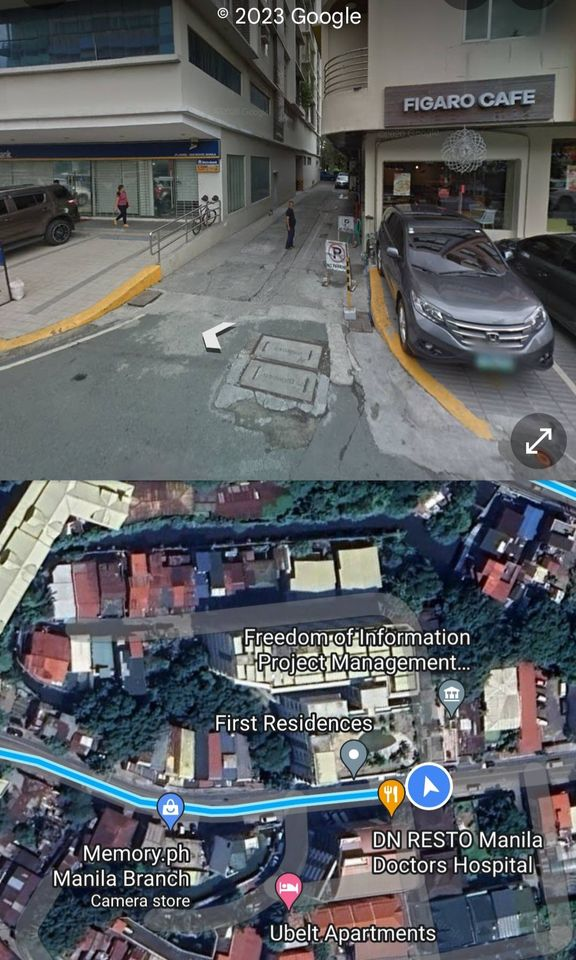 © 2023 Google
FIGARO CAFE
Freedom of Information
Project Management...
First Residences
DN RESTO Manila
Doctors Hospital
Memory.ph
Manila Branch
Camera store
Ubelt Apartments